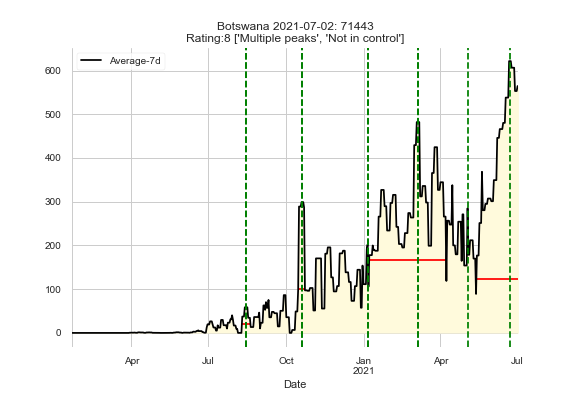 Botswana 2021-07-02: 71443
Rating:8 ['Multiple peaks', 'Not in control']
Average-7d
600
500
400
300
200
100
0
Apr Jul Oct Jan Apr Jul
2021
Date